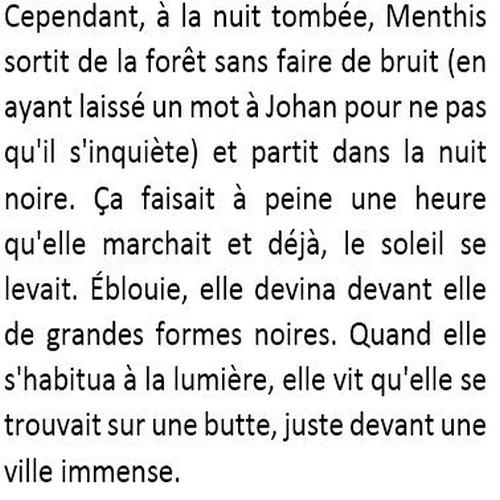 Cependant, à la nuit tombée, Menthis
sortit de la forêt sans faire de bruit (en
ayant laissé un mot à Johan pour ne pas
qu'il s'inquiète) et partit dans la nuit
noire. Ça faisait à peine une heure
qu'elle marchait et déjà, le soleil se
levait. Éblouie, elle devina devant elle
de grandes formes noires. Quand elle
s'habitua à la lumière, elle vit qu'elle se
trouvait sur une butte, juste devant une
ville immense.